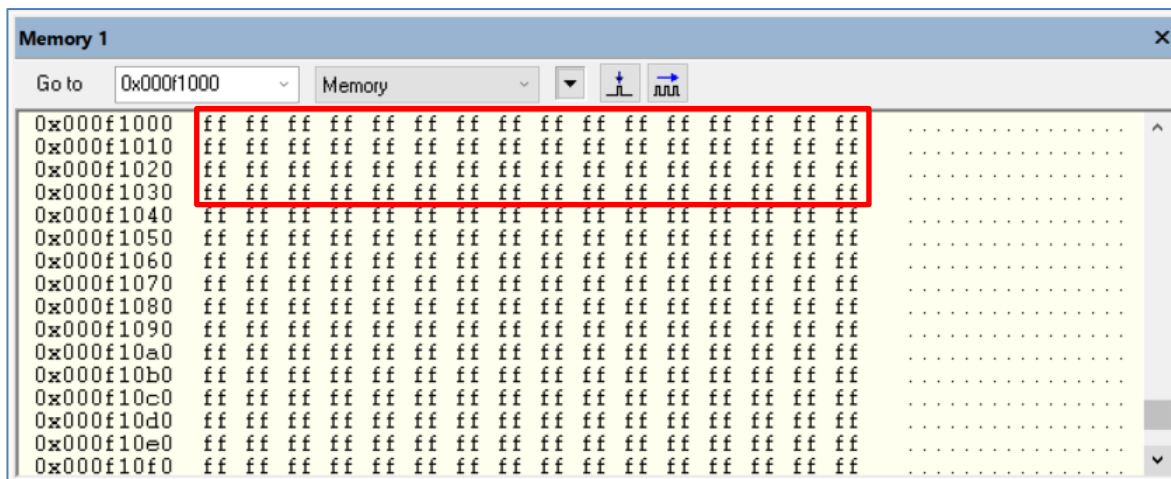 Memory 1
Go to 0x000f1000 Memory
0x000f1000 ff ff ff ff ff ff ff ff ff ff ff ff ff ff ff ff ................
0x000f1010 ff ff ff ff ff ff ff ff ff ff ff ff ff ff ff ff ................
0x000f1020 ff ff ff ff ff ff ff ff ff ff ff ff ff ff ff ff ................
0x000f1030 ff ff ff ff ff ff ff ff ff ff ff ff ff ff ff ff ................
0x000f1040 ff ff ff ff ff ff ff ff ff ff ff ff ff ff ff ff ................
0x000f1050 ff ff ff ff ff ff ff ff ff ff ff ff ff ff ff ff ................
0x000f1060 ff ff ff ff ff ff ff ff ff ff ff ff ff ff ff ff ................
0x000f1070 ff ff ff ff ff ff ff ff ff ff ff ff ff ff ff ff ................
0x000f1080 ff ff ff ff ff ff ff ff ff ff ff ff ff ff ff ff ................
0x000f1090 ff ff ff ff ff ff ff ff ff ff ff ff ff ff ff ff ................
0x000f10a0 ff ff ff ff ff ff ff ff ff ff ff ff ff ff ff ff ................
0x000f10b0 ff ff ff ff ff ff ff ff ff ff ff ff ff ff ff ff ................
0x000f10c0 ff ff ff ff ff ff ff ff ff ff ff ff ff ff ff ff ................
0x000f10d0 ff ff ff ff ff ff ff ff ff ff ff ff ff ff ff ff ................
0x000f10e0 ff ff ff ff ff ff ff ff ff ff ff ff ff ff ff ff ................
0x000f10f0 ff ff ff ff ff ff ff ff ff ff ff ff ff ff ff ff ................